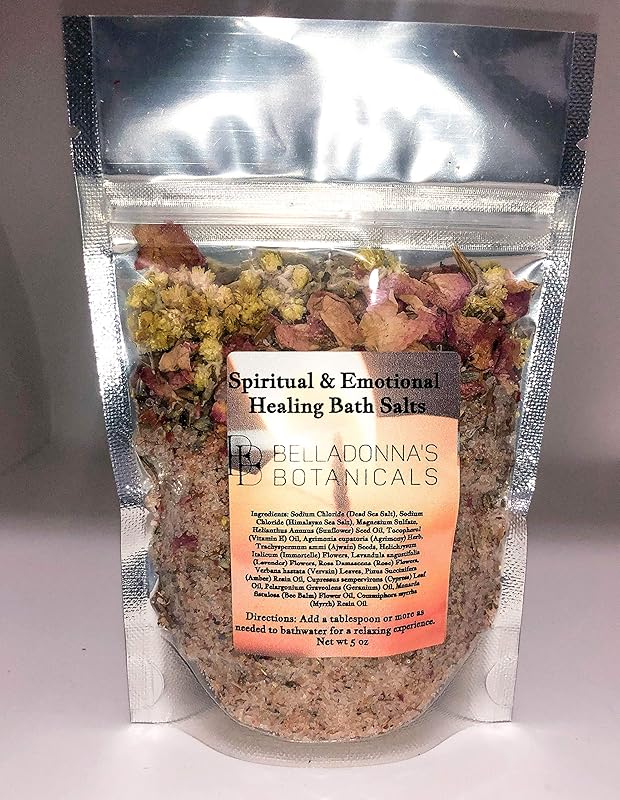 Spiritual & Emotional
Healing Bath Salts
BB BELLADONNA'S
BOTANICALS
Ingredients: Sodium Chloride (Dead Sea Salt), Sodium
Chloride (Himalayan Sea Salt), Magnesium Sulfate,
Helianthus Annuus (Sunflower) Seed Oil, Tocopherol
(Vitamin E) Oil, Agrimonia eupatoria (Agrimony) Herb,
Trachyspermum ammi (Ajwain) Seeds, Helichrysum
Italicum (Immortelle) Flowers, Lavandula angustifolia
(Lavender) Flowers, Rosa Damascena (Rose) Flowers,
Verbena hastata (Vervain) Leaves, Pinus Succinifera
(Amber) Resin Oil, Cupressus sempervirens (Cypress) Leaf
Oil, Pelargonium Graveolens (Geranium) Oil, Monarda
fistulosa (Bee Balm) Flower Oil, Commiphora myrrha
(Myrrh) Resin Oil.
Directions: Add a tablespoon or more as
needed to bathwater for a relaxing experience.
Net wt 5 oz